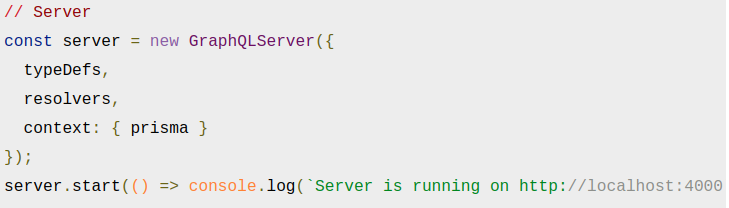 // Server
const server = new GraphQLServer({
  typeDefs,
  resolvers,
  context: { prisma }
});
server.start(() => console.log(`Server is running on http://localhost:4000